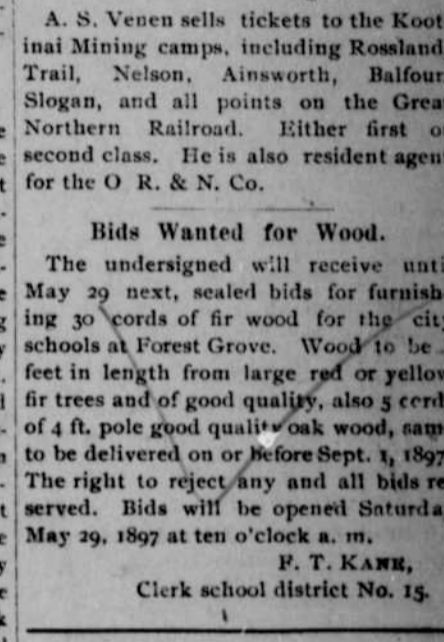 A. S. Venen sells tickets to the Koot
inai Mining camps, including Rossland
Trail, Nelson, Ainsworth, Balfour
Slogan, and all points on the Grea
Northern Railroad. Either first o
second class. He is also resident agen
for the O R. & N. Co.
Bids Wanted for Wood.
The undersigned will receive unti
May 29 next, sealed bids for furnish
ing 30 cords of fir wood for the city
schools at Forest Grove. Wood to be
feet in length from large red or yellow
fir trees and of good quality, also 5 cord
of 4 ft. pole good quality oak wood, sam
to be delivered on or before Sept. 1, 1897
The right to reject any and all bids re
served. Bids will be opened Saturda
May 29, 1897 at ten o'clock a. m.
F. T. KANE,
Clerk school district No. 15.